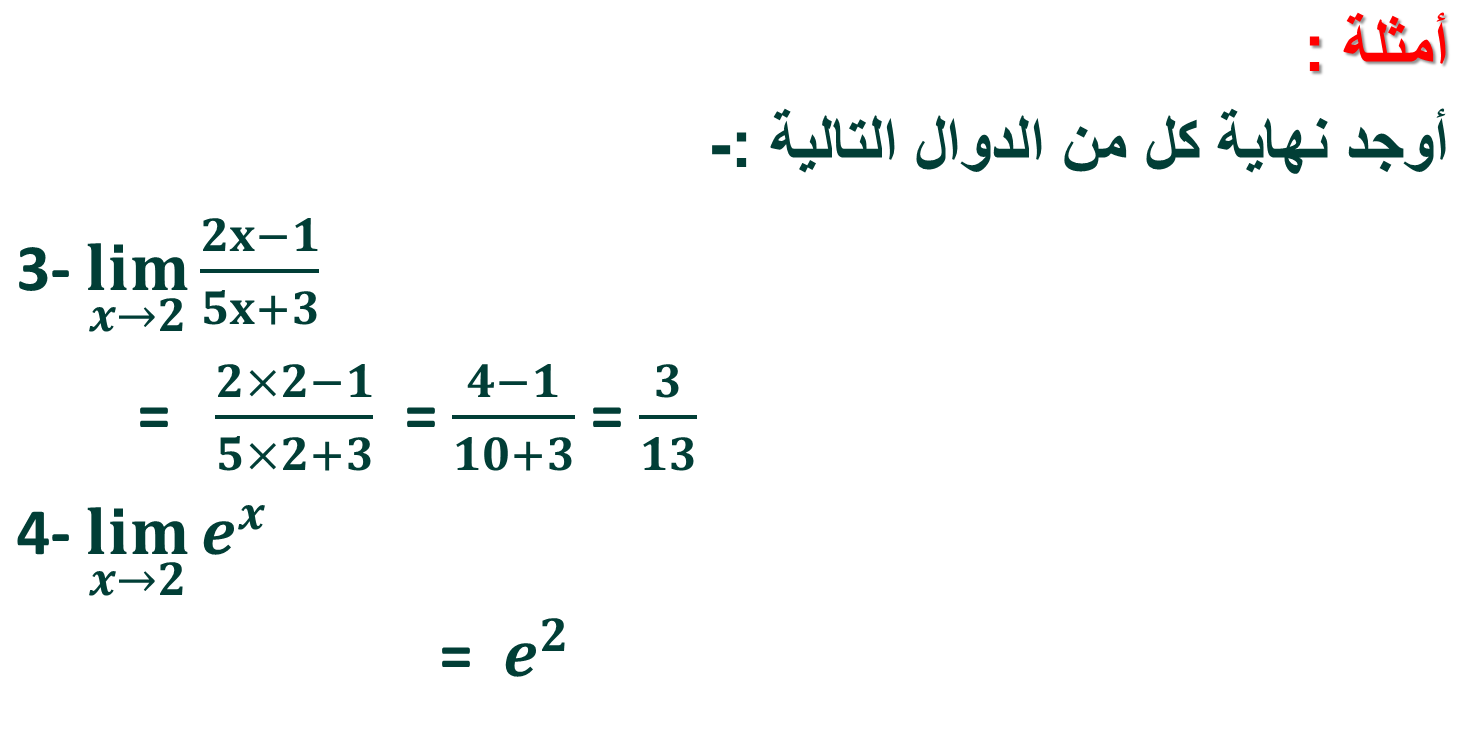 أمثلة :
أوجد نهاية كل من الدوال التالية :-
3- lim_{x→2} (2x−1)/(5x+3)
= (2×2−1)/(5×2+3) = (4−1)/(10+3) = 3/13
4- lim_{x→2} e^x
= e^2